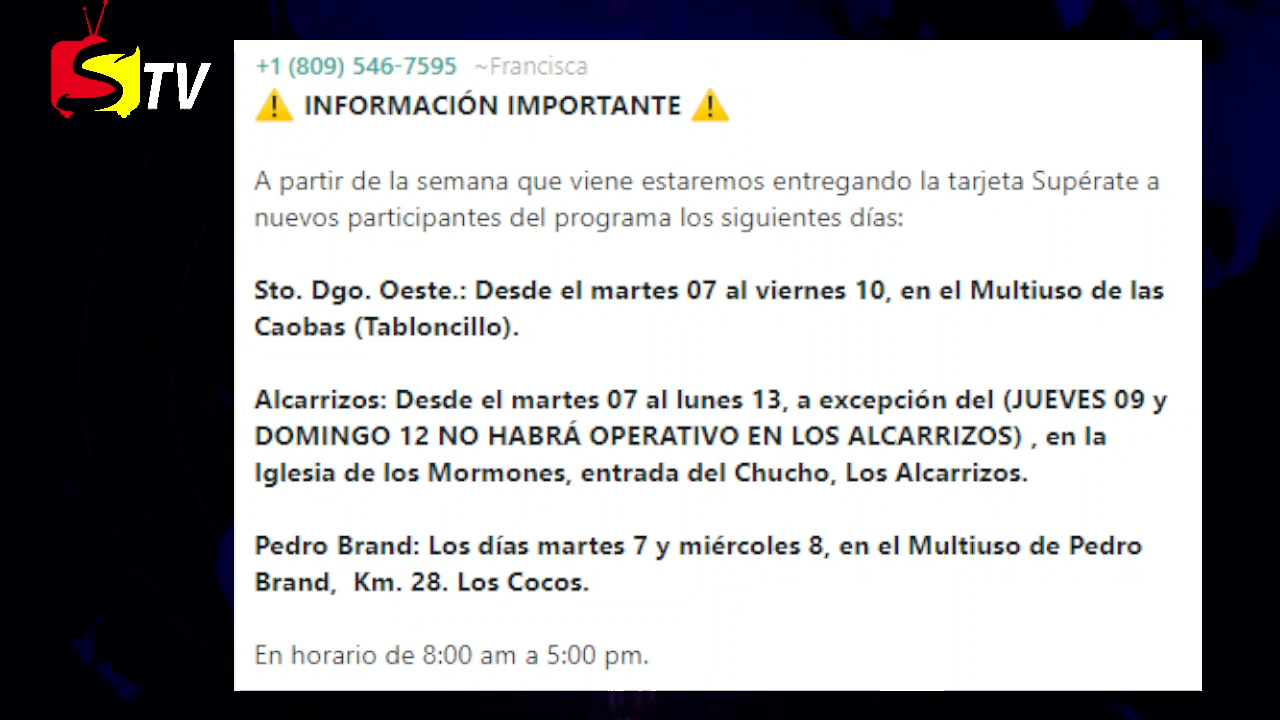 STV
+1 (809) 546-7595 ~Francisca
⚠️ INFORMACIÓN IMPORTANTE ⚠️
A partir de la semana que viene estaremos entregando la tarjeta Supérate a
nuevos participantes del programa los siguientes días:
Sto. Dgo. Oeste.: Desde el martes 07 al viernes 10, en el Multiuso de las
Caobas (Tabloncillo).
Alcarrizos: Desde el martes 07 al lunes 13, a excepción del (JUEVES 09 y
DOMINGO 12 NO HABRÁ OPERATIVO EN LOS ALCARRIZOS) , en la
Iglesia de los Mormones, entrada del Chucho, Los Alcarrizos.
Pedro Brand: Los días martes 7 y miércoles 8, en el Multiuso de Pedro
Brand, Km. 28. Los Cocos.
En horario de 8:00 am a 5:00 pm.